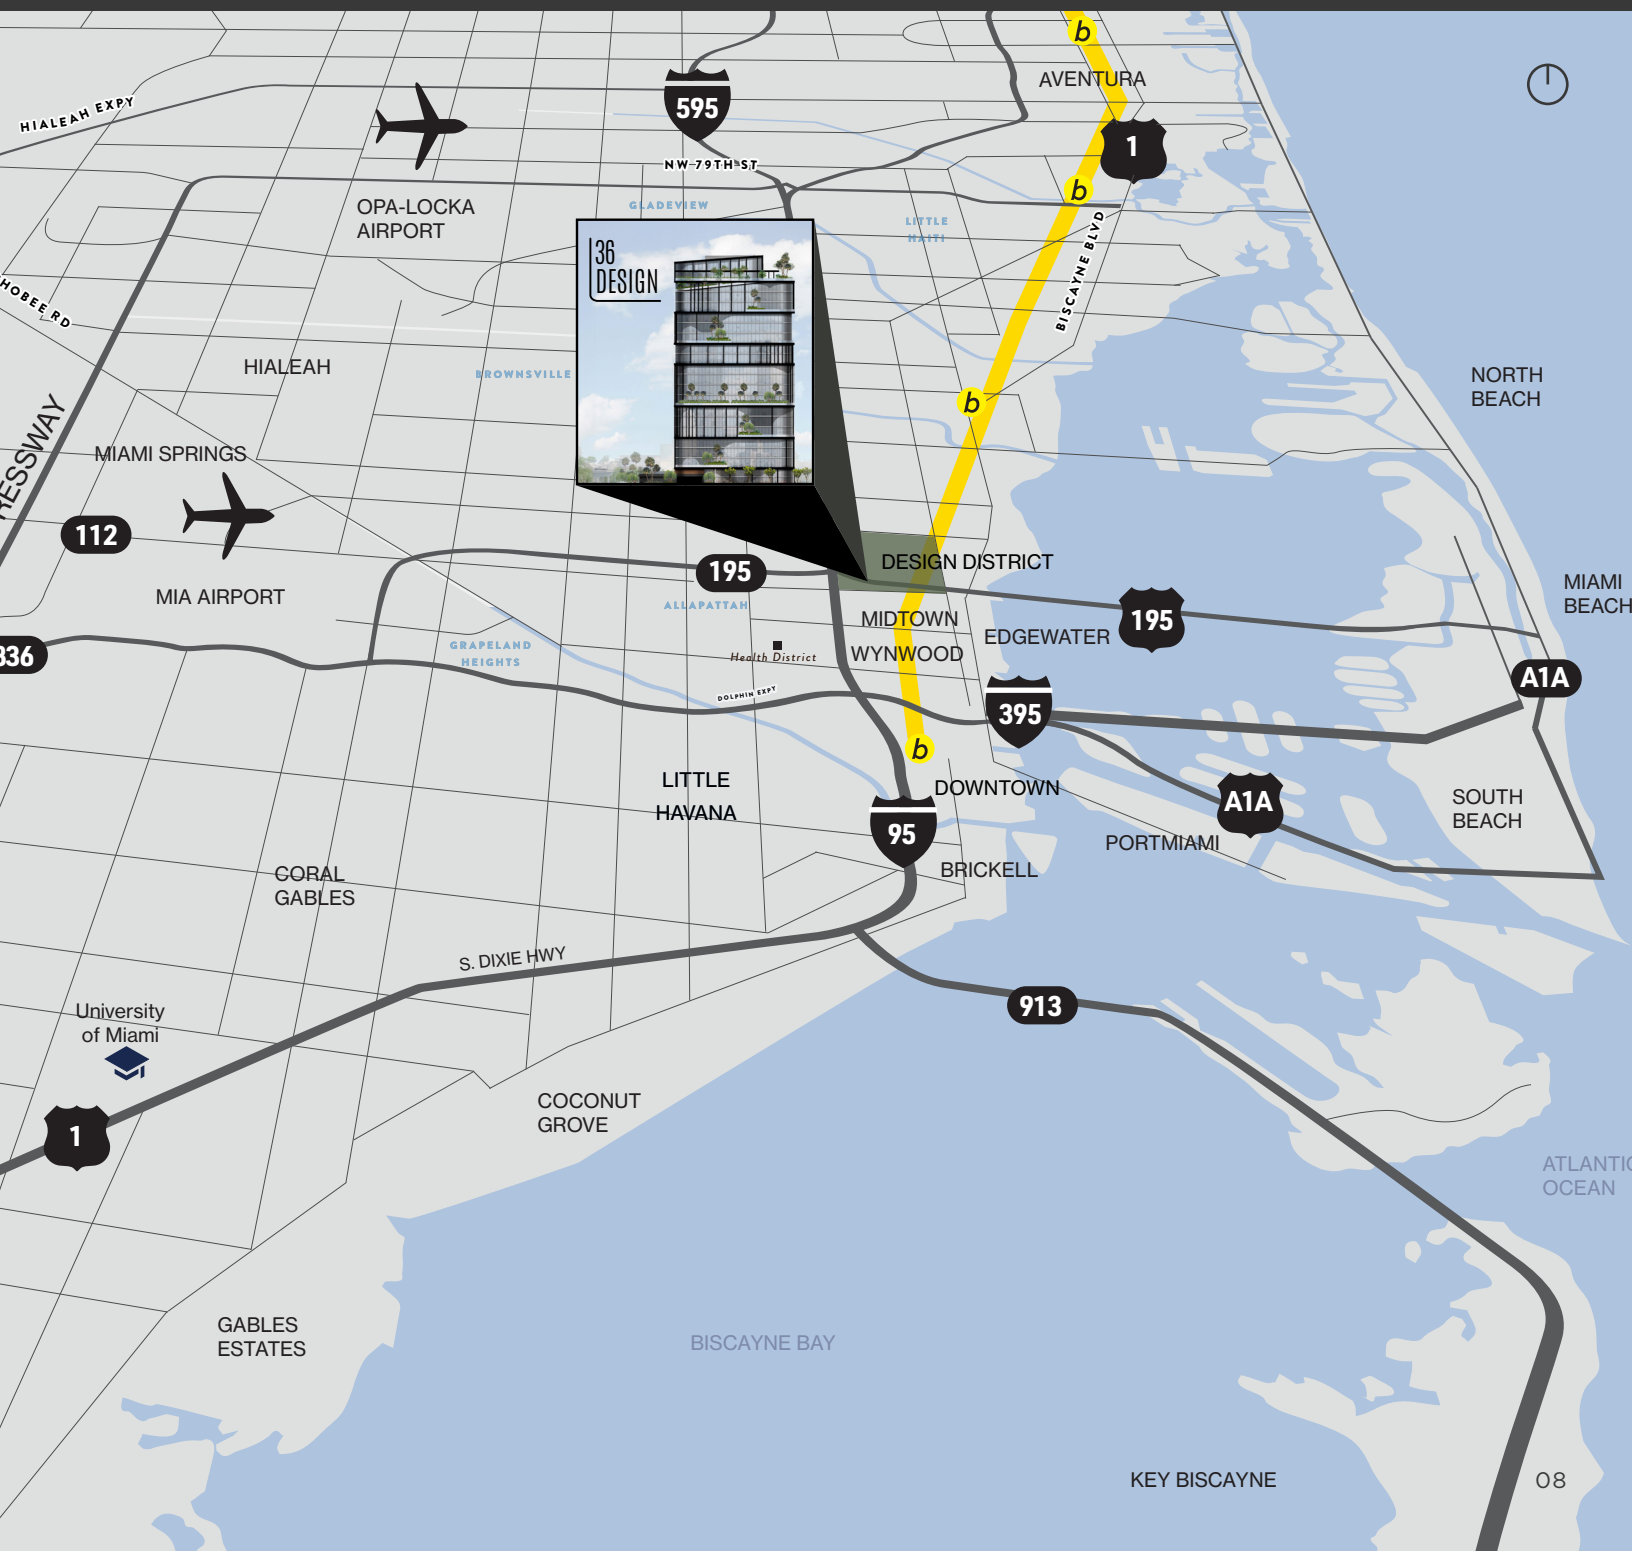 b
AVENTURA
595
HIALEAH EXPY
1
NW 79TH ST
b
OPA-LOCKA
AIRPORT
GLADEVIEW
LITTLE
HAITI
BISCAYNE BLVD
36
DESIGN
HOBEE RD
HIALEAH
BROWNSVILLE
NORTH
BEACH
b
RESSWAY
MIAMI SPRINGS
112
195
DESIGN DISTRICT
MIAMI
BEACH
MIA AIRPORT
ALLAPATTAH
MIDTOWN
195
EDGEWATER
336
GRAPELAND
HEIGHTS
Health District
WYNWOOD
A1A
DOLPHIN EXPY
395
b
LITTLE
HAVANA
DOWNTOWN
A1A
SOUTH
BEACH
95
PORTMIAMI
BRICKELL
CORAL
GABLES
S. DIXIE HWY
913
University
of Miami
COCONUT
GROVE
1
ATLANTIC
OCEAN
GABLES
ESTATES
BISCAYNE BAY
KEY BISCAYNE
08